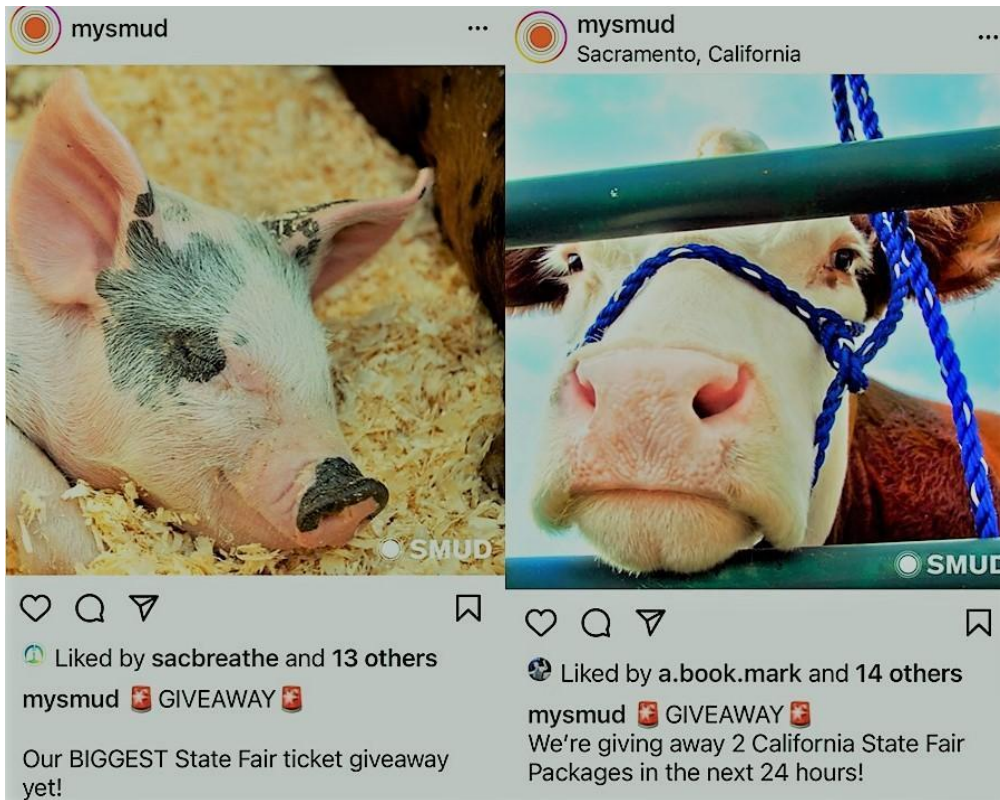 mysmud
SMUD
Liked by sacbreathe and 13 others
mysmud 🚨 GIVEAWAY 🚨
Our BIGGEST State Fair ticket giveaway
yet!
mysmud
Sacramento, California
SMUD
Liked by a.book.mark and 14 others
mysmud 🚨 GIVEAWAY 🚨
We're giving away 2 California State Fair
Packages in the next 24 hours!